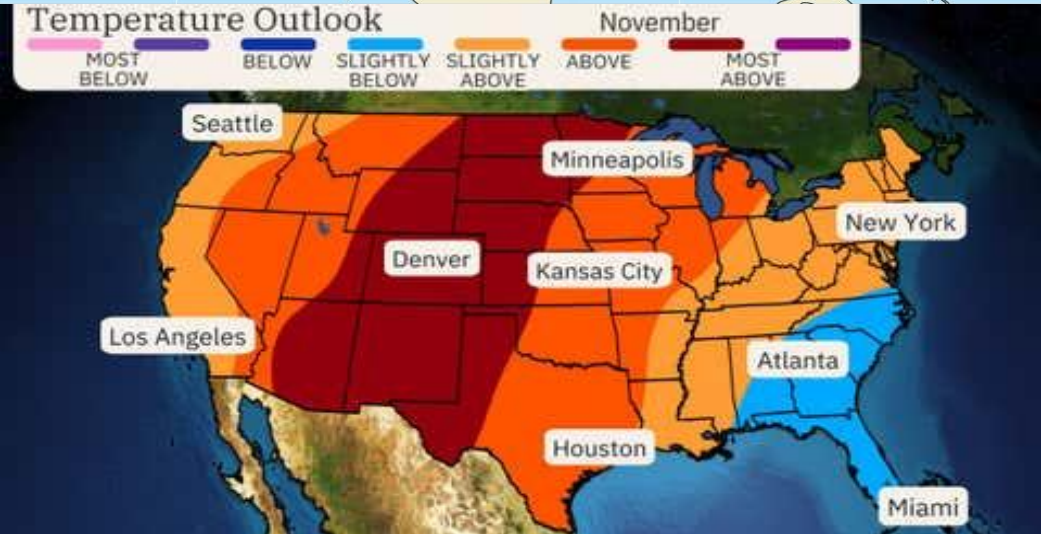 Temperature Outlook
November
MOST
BELOW
BELOW
SLIGHTLY
BELOW
SLIGHTLY
ABOVE
ABOVE
MOST
ABOVE
Seattle
Minneapolis
New York
Denver
Kansas City
Los Angeles
Atlanta
Houston
Miami